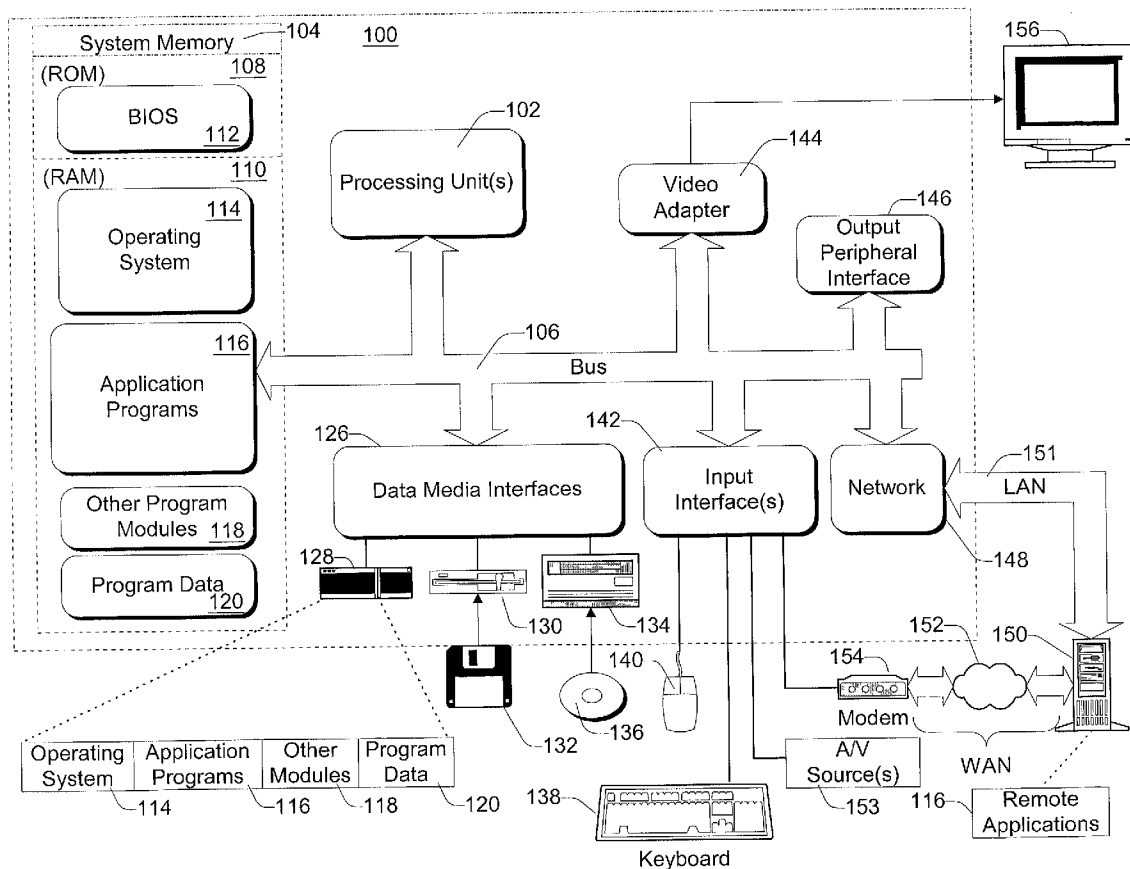 System Memory
104
100
156
(ROM)
108
BIOS
112
102
144
(RAM)
110
Processing Unit(s)
Video
Adapter
146
114
Operating
System
Output
Peripheral
Interface
116
Application
Programs
106
Bus
126
142
151
Data Media Interfaces
Input
Interface(s)
Network
LAN
Other Program
Modules
118
128
148
Program Data
120
130
134
152
150
140
154
132
136
Modem
Operating
System
Application
Programs
Other
Modules
Program
Data
A/V
Source(s)
WAN
114
116
118
120
138
153
116
Remote
Applications
Keyboard